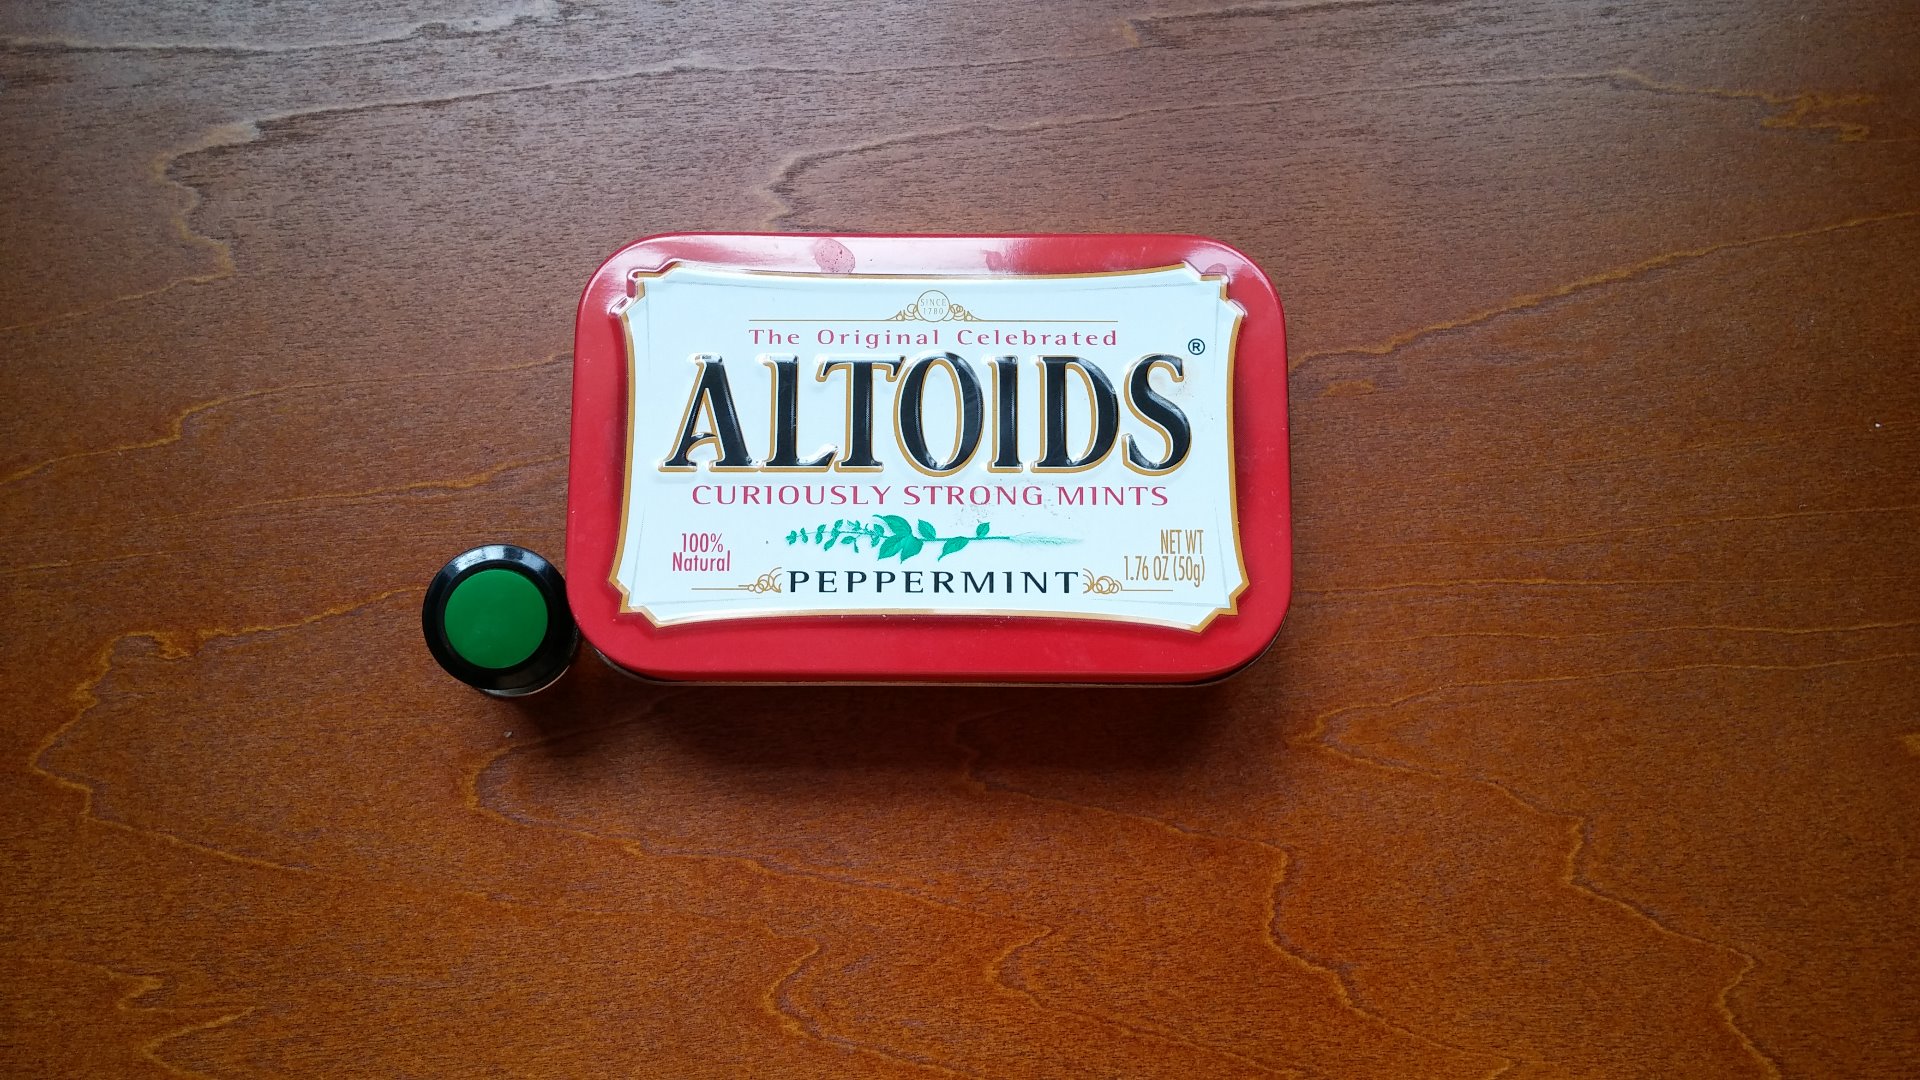 SINCE
1780
The Original Celebrated
ALTOIDS®
CURIOUSLY STRONG MINTS
100%
Natural
NET WT
1.76 OZ (50g)
PEPPERMINT